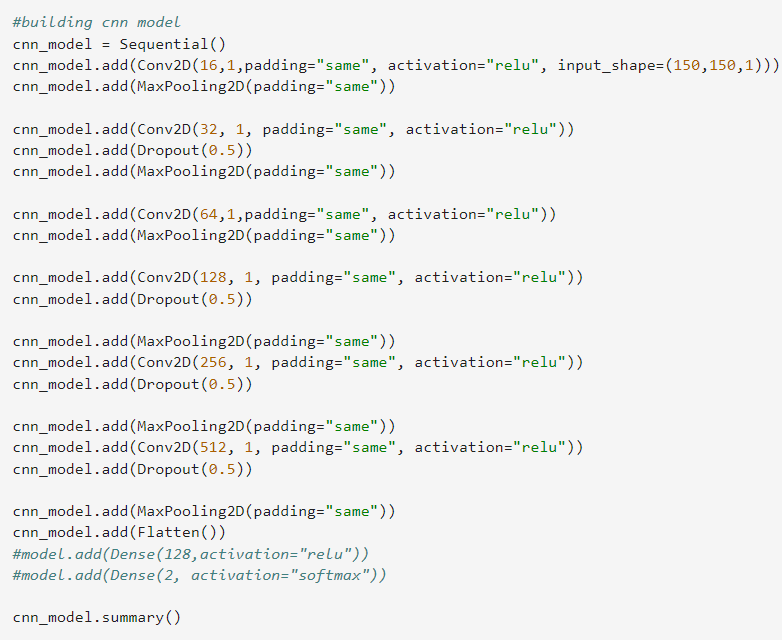 #building cnn model
cnn_model = Sequential()
cnn_model.add(Conv2D(16,1,padding="same", activation="relu", input_shape=(150,150,1)))
cnn_model.add(MaxPooling2D(padding="same"))

cnn_model.add(Conv2D(32, 1, padding="same", activation="relu"))
cnn_model.add(Dropout(0.5))
cnn_model.add(MaxPooling2D(padding="same"))

cnn_model.add(Conv2D(64,1,padding="same", activation="relu"))
cnn_model.add(MaxPooling2D(padding="same"))

cnn_model.add(Conv2D(128, 1, padding="same", activation="relu"))
cnn_model.add(Dropout(0.5))

cnn_model.add(MaxPooling2D(padding="same"))
cnn_model.add(Conv2D(256, 1, padding="same", activation="relu"))
cnn_model.add(Dropout(0.5))

cnn_model.add(MaxPooling2D(padding="same"))
cnn_model.add(Conv2D(512, 1, padding="same", activation="relu"))
cnn_model.add(Dropout(0.5))

cnn_model.add(MaxPooling2D(padding="same"))
cnn_model.add(Flatten())
#model.add(Dense(128,activation="relu"))
#model.add(Dense(2, activation="softmax"))

cnn_model.summary()